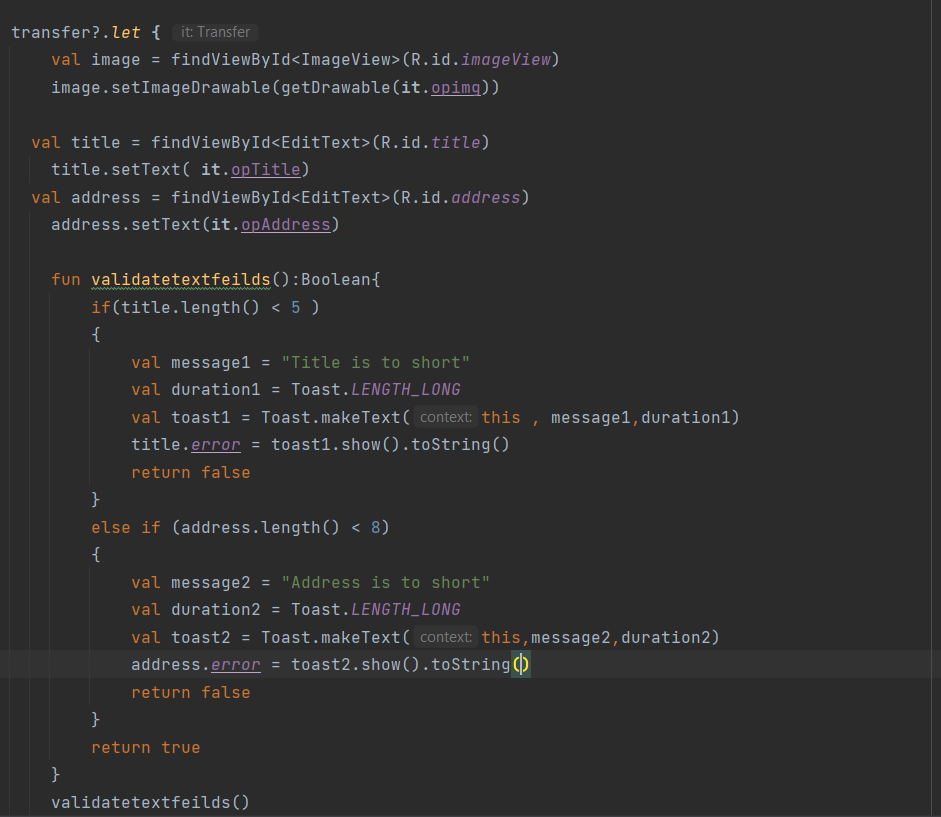 transfer?.let { it: Transfer
val image = findViewById<ImageView>(R.id.imageView)
image.setImageDrawable(getDrawable(it.opimg))
val title = findViewById<EditText>(R.id.title)
title.setText( it.opTitle)
val address = findViewById<EditText>(R.id.address)
address.setText(it.opAddress)
fun validatetextfeilds():Boolean{
if(title.length() < 5 )
{
val message1 = "Title is to short"
val duration1 = Toast.LENGTH_LONG
val toast1 = Toast.makeText( context: this , message1,duration1)
title.error = toast1.show().toString()
return false
}
else if (address.length() < 8)
{
val message2 = "Address is to short"
val duration2 = Toast.LENGTH_LONG
val toast2 = Toast.makeText( context: this,message2,duration2)
address.error = toast2.show().toString()
return false
}
return true
}
validatetextfeilds()